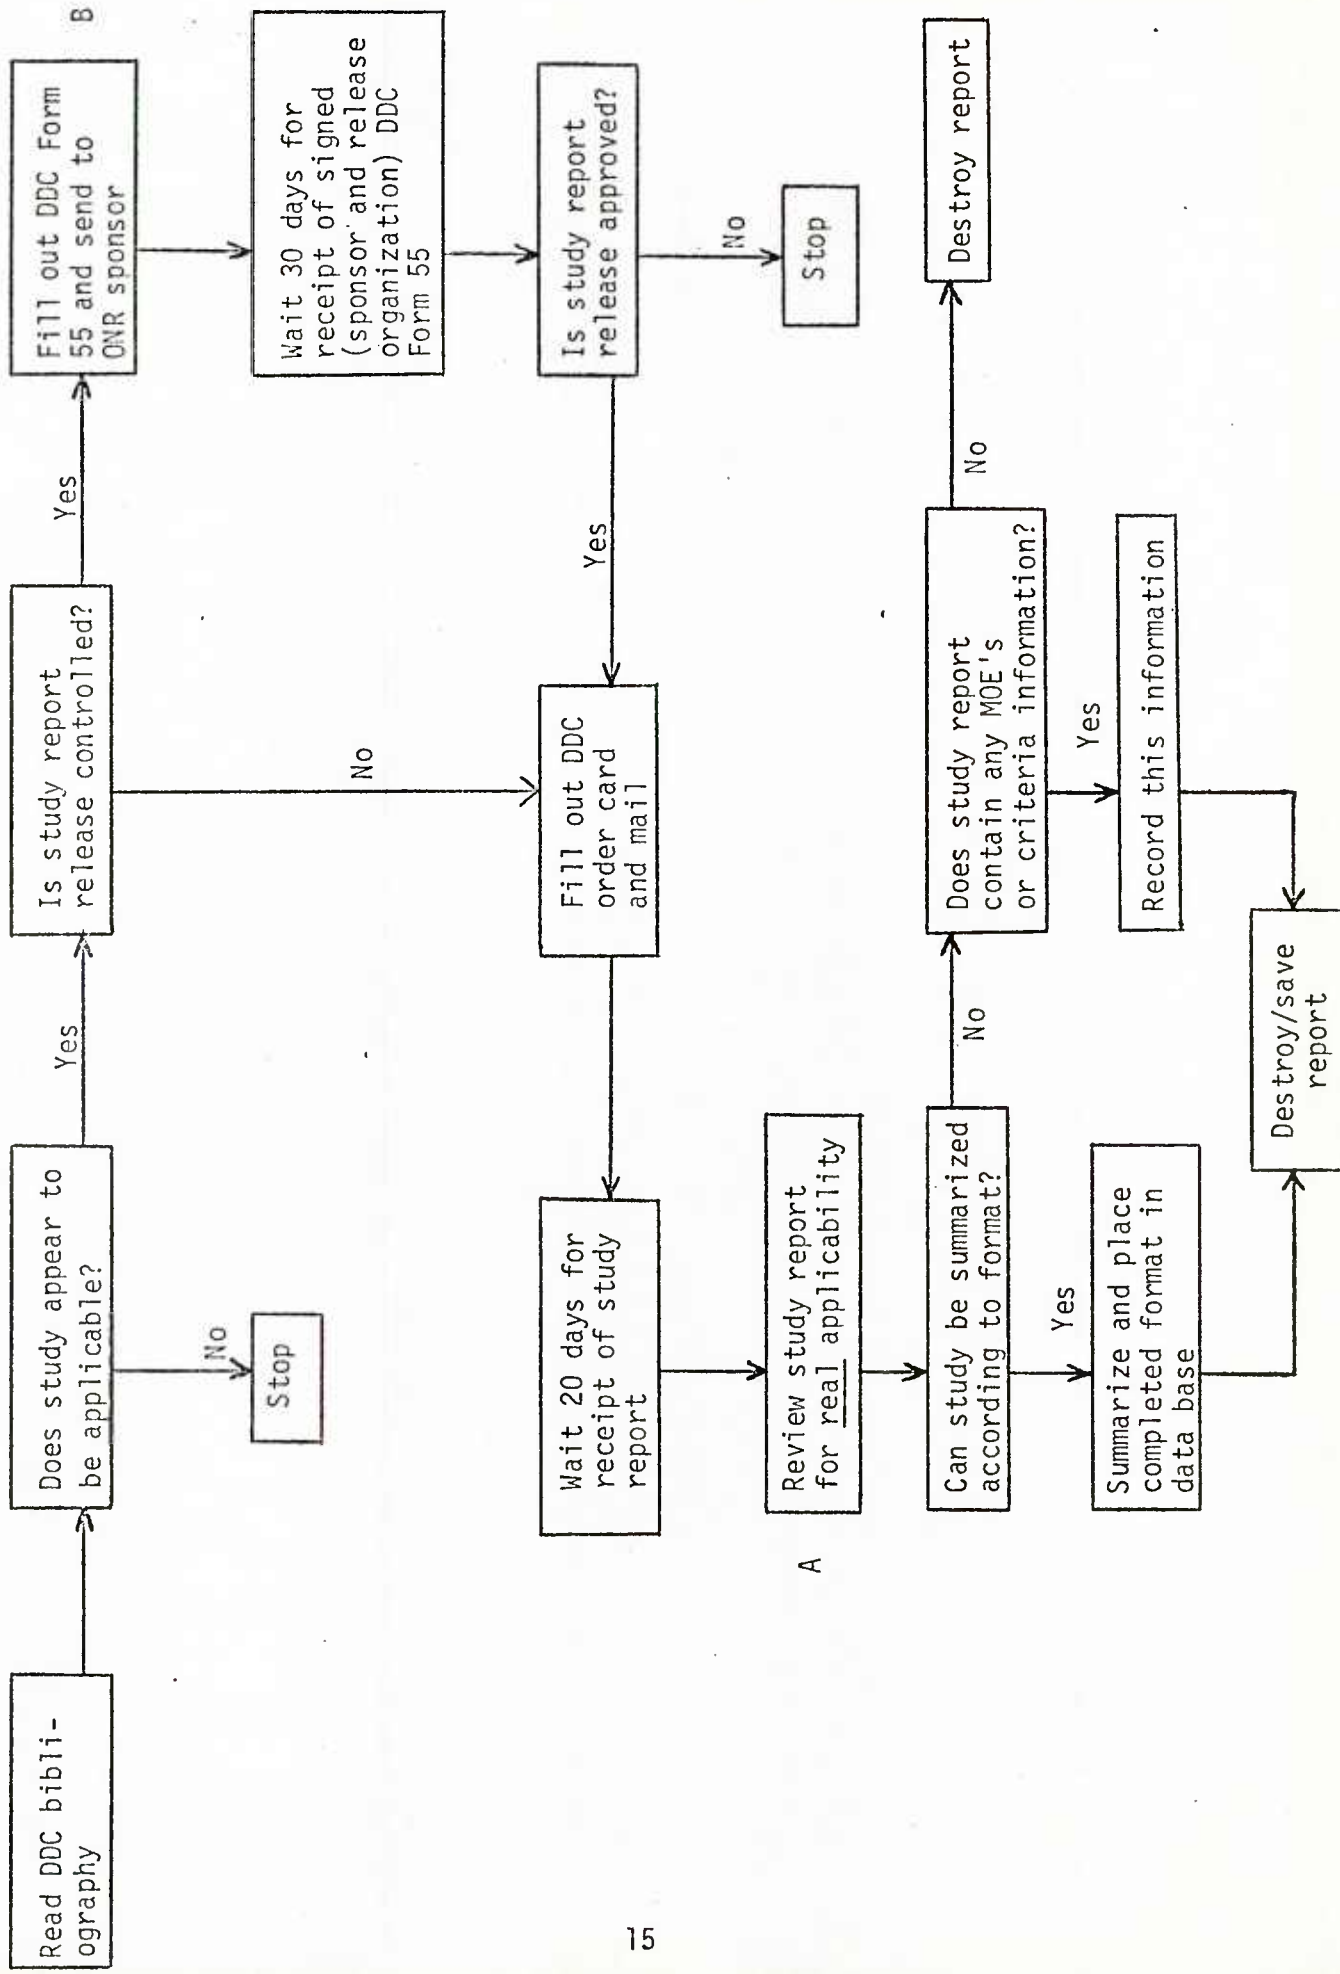 Read DDC bibli-
ography
Does study appear to
be applicable?
No
Stop
Yes
Is study report
release controlled?
Yes
Fill out DDC Form
55 and send to
ONR sponsor
B
Wait 30 days for
receipt of signed
(sponsor and release
organization) DDC
Form 55
Is study report
release approved?
No
Stop
Yes
No
Fill out DDC
order card
and mail
Wait 20 days for
receipt of study
report
A
Review study report
for real applicability
Can study be summarized
according to format?
No
Does study report
contain any MOE's
or criteria information?
No
Destroy report
Yes
Summarize and place
completed format in
data base
Yes
Record this information
Destroy/save
report
15